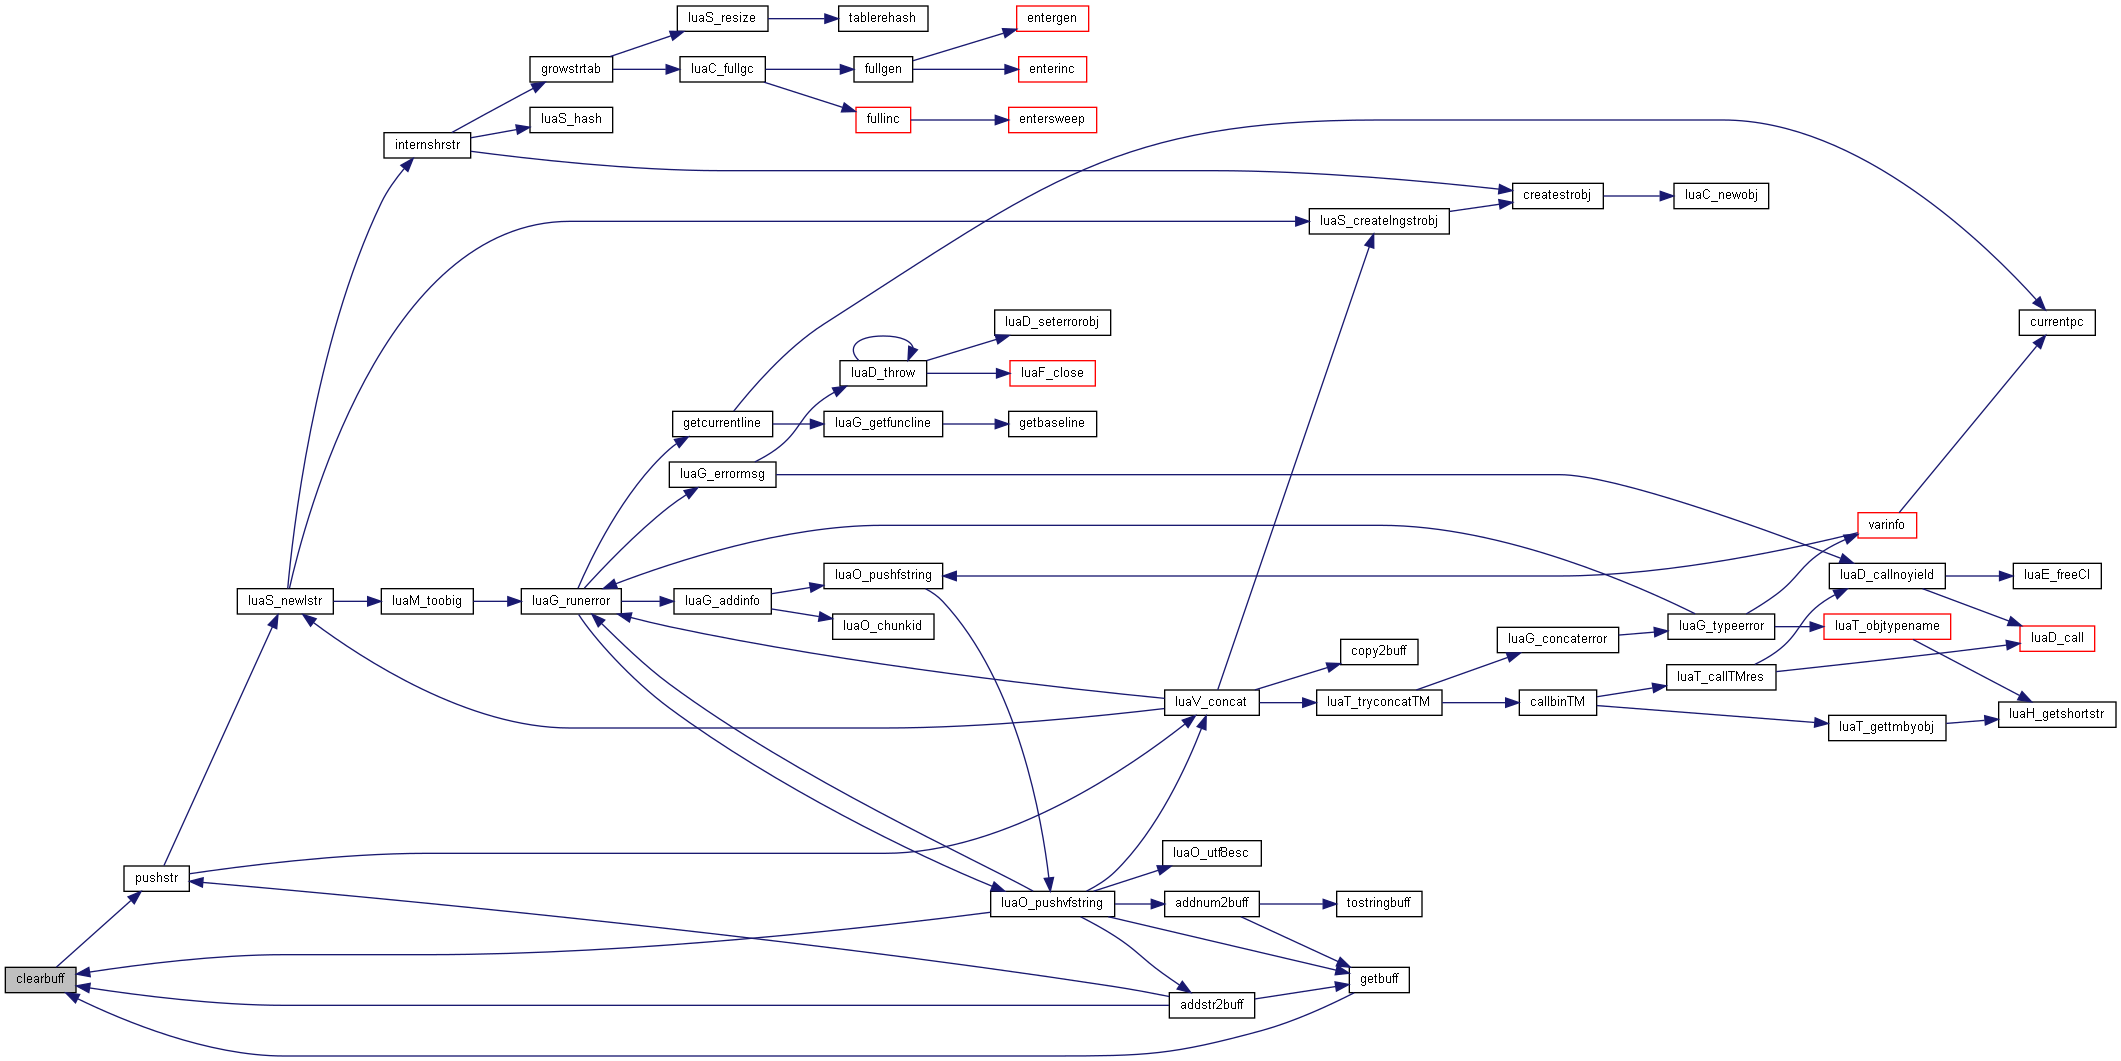 luaS_resize
tablerehash
entergen
growstrtab
luaC_fullgc
fullgen
enterinc
luaS_hash
fullinc
entersweep
internshrstr
createstrobj
luaC_newobj
luaS_createlngstrobj
luaD_seterrorobj
currentpc
luaD_throw
luaF_close
getcurrentline
luaG_getfuncline
getbaseline
luaG_errormsg
varinfo
luaO_pushfstring
luaD_callnoyield
luaE_freeCI
luaS_newlstr
luaM_toobig
luaG_runerror
luaG_addinfo
luaO_chunkid
luaG_typeerror
luaT_objtypename
luaD_call
luaG_concaterror
copy2buff
luaT_callTMres
luaV_concat
luaT_tryconcatTM
callbinTM
luaH_getshortstr
luaT_gettmbyobj
luaO_utf8esc
pushstr
luaO_pushvfstring
addnum2buff
tostringbuff
clearbuff
getbuff
addstr2buff